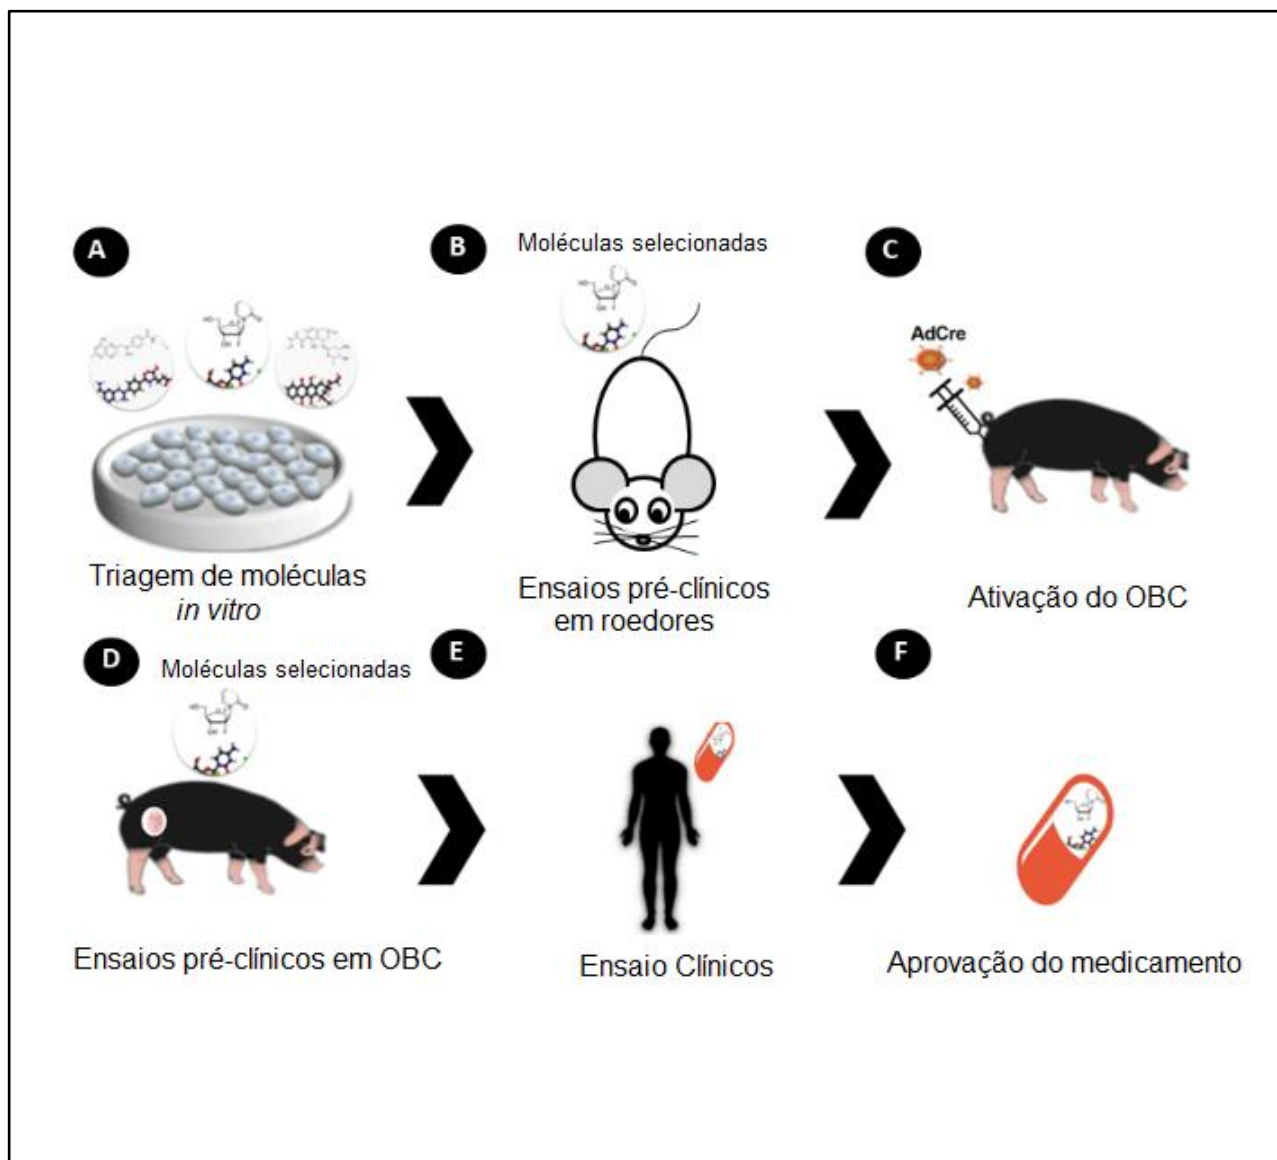 A
B
Moléculas selecionadas
C
AdCre
Triagem de moléculas
in vitro
Ensaios pré-clínicos
em roedores
Ativação do OBC
D
Moléculas selecionadas
E
F
Ensaios pré-clínicos em OBC
Ensaio Clínicos
Aprovação do medicamento